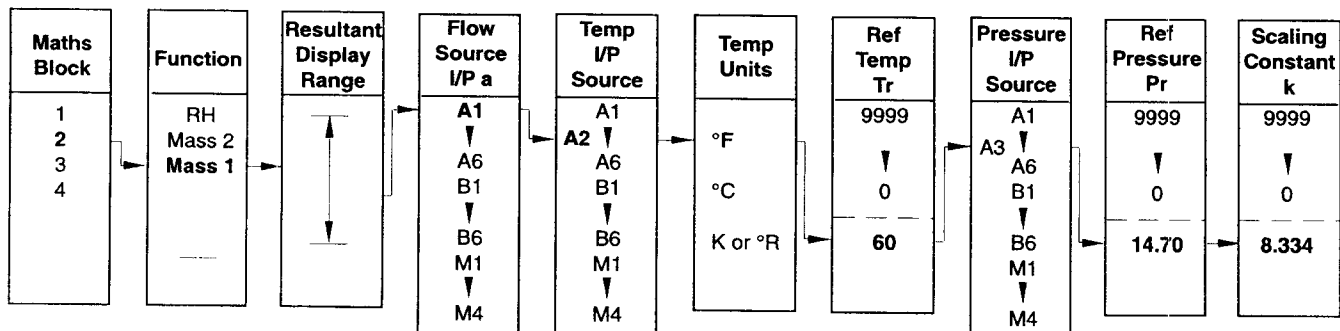 Maths
Block
1
2
3
4
Function
RH
Mass 2
Mass 1
Resultant
Display
Range
Flow
Source
I/P a
A1
A6
B1
B6
M1
M4
Temp
I/P
Source
A1
A2
A6
B1
B6
M1
M4
Temp
Units
°F
°C
K or °R
Ref
Temp
Tr
9999
0
60
Pressure
I/P
Source
A1
A3
A6
B1
B6
M1
M4
Ref
Pressure
Pr
9999
0
14.70
Scaling
Constant
k
9999
0
8.334